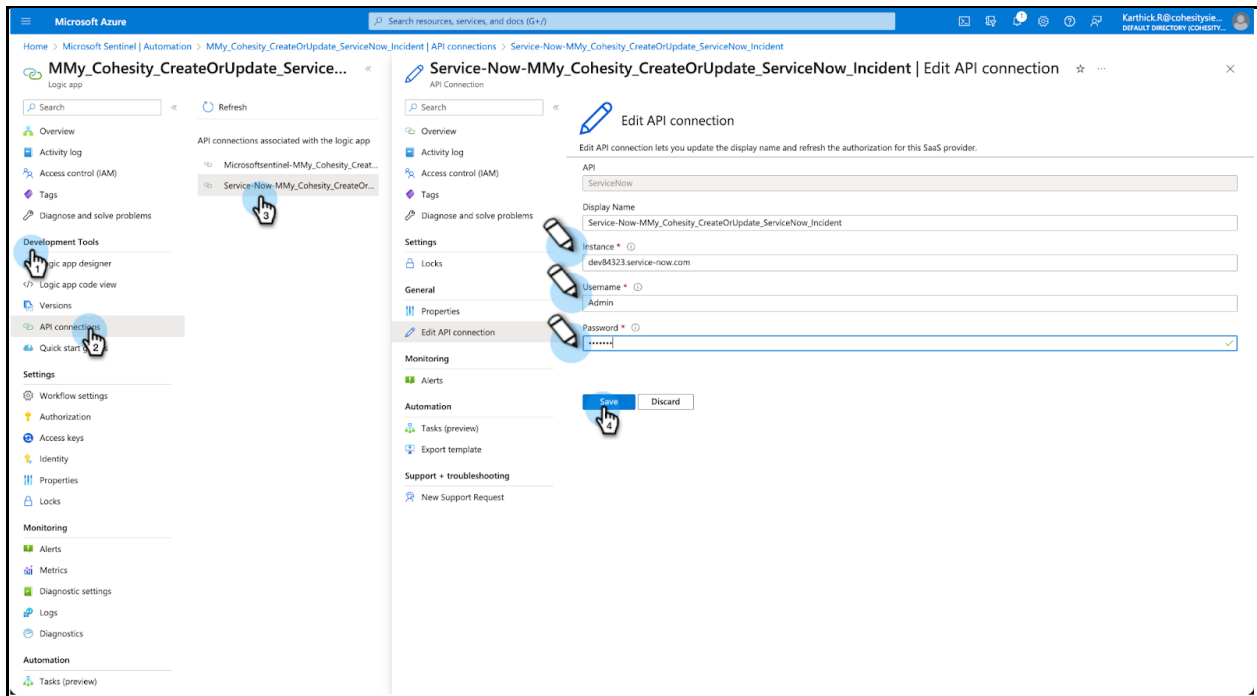 Microsoft Azure
Search resources, services, and docs (G+/)
1
Karthick.R@cohesitysie...
DEFAULT DIRECTORY (COHESITY...
Home > Microsoft Sentinel | Automation > MMy_Cohesity_CreateOrUpdate_ServiceNow_Incident | API connections > Service-Now-MMy_Cohesity_CreateOrUpdate_ServiceNow_Incident
MMy_Cohesity_CreateOrUpdate_Service...
Logic app
Search
Overview
Activity log
Access control (IAM)
Tags
Diagnose and solve problems
Development Tools
1
Logic app designer
Logic app code view
Versions
API connections
2
Quick start
Settings
Workflow settings
Authorization
Access keys
Identity
Properties
Locks
Monitoring
Alerts
Metrics
Diagnostic settings
Logs
Diagnostics
Automation
Tasks (preview)
Refresh
API connections associated with the logic app
Microsoftsentinel-MMy_Cohesity_Creat...
Service-Now-MMy_Cohesity_CreateOr...
3
Service-Now-MMy_Cohesity_CreateOrUpdate_ServiceNow_Incident | Edit API connection
API Connection
Search
Overview
Activity log
Access control (IAM)
Tags
Diagnose and solve problems
Settings
Locks
General
Properties
Edit API connection
Monitoring
Alerts
Automation
Tasks (preview)
Export template
Support + troubleshooting
New Support Request
Edit API connection
Edit API connection lets you update the display name and refresh the authorization for this SaaS provider.
API
ServiceNow
Display Name
Service-Now-MMy_Cohesity_CreateOrUpdate_ServiceNow_Incident
Instance *
dev84323.service-now.com
Username *
Admin
Password *
•••••••
Save
Discard
4